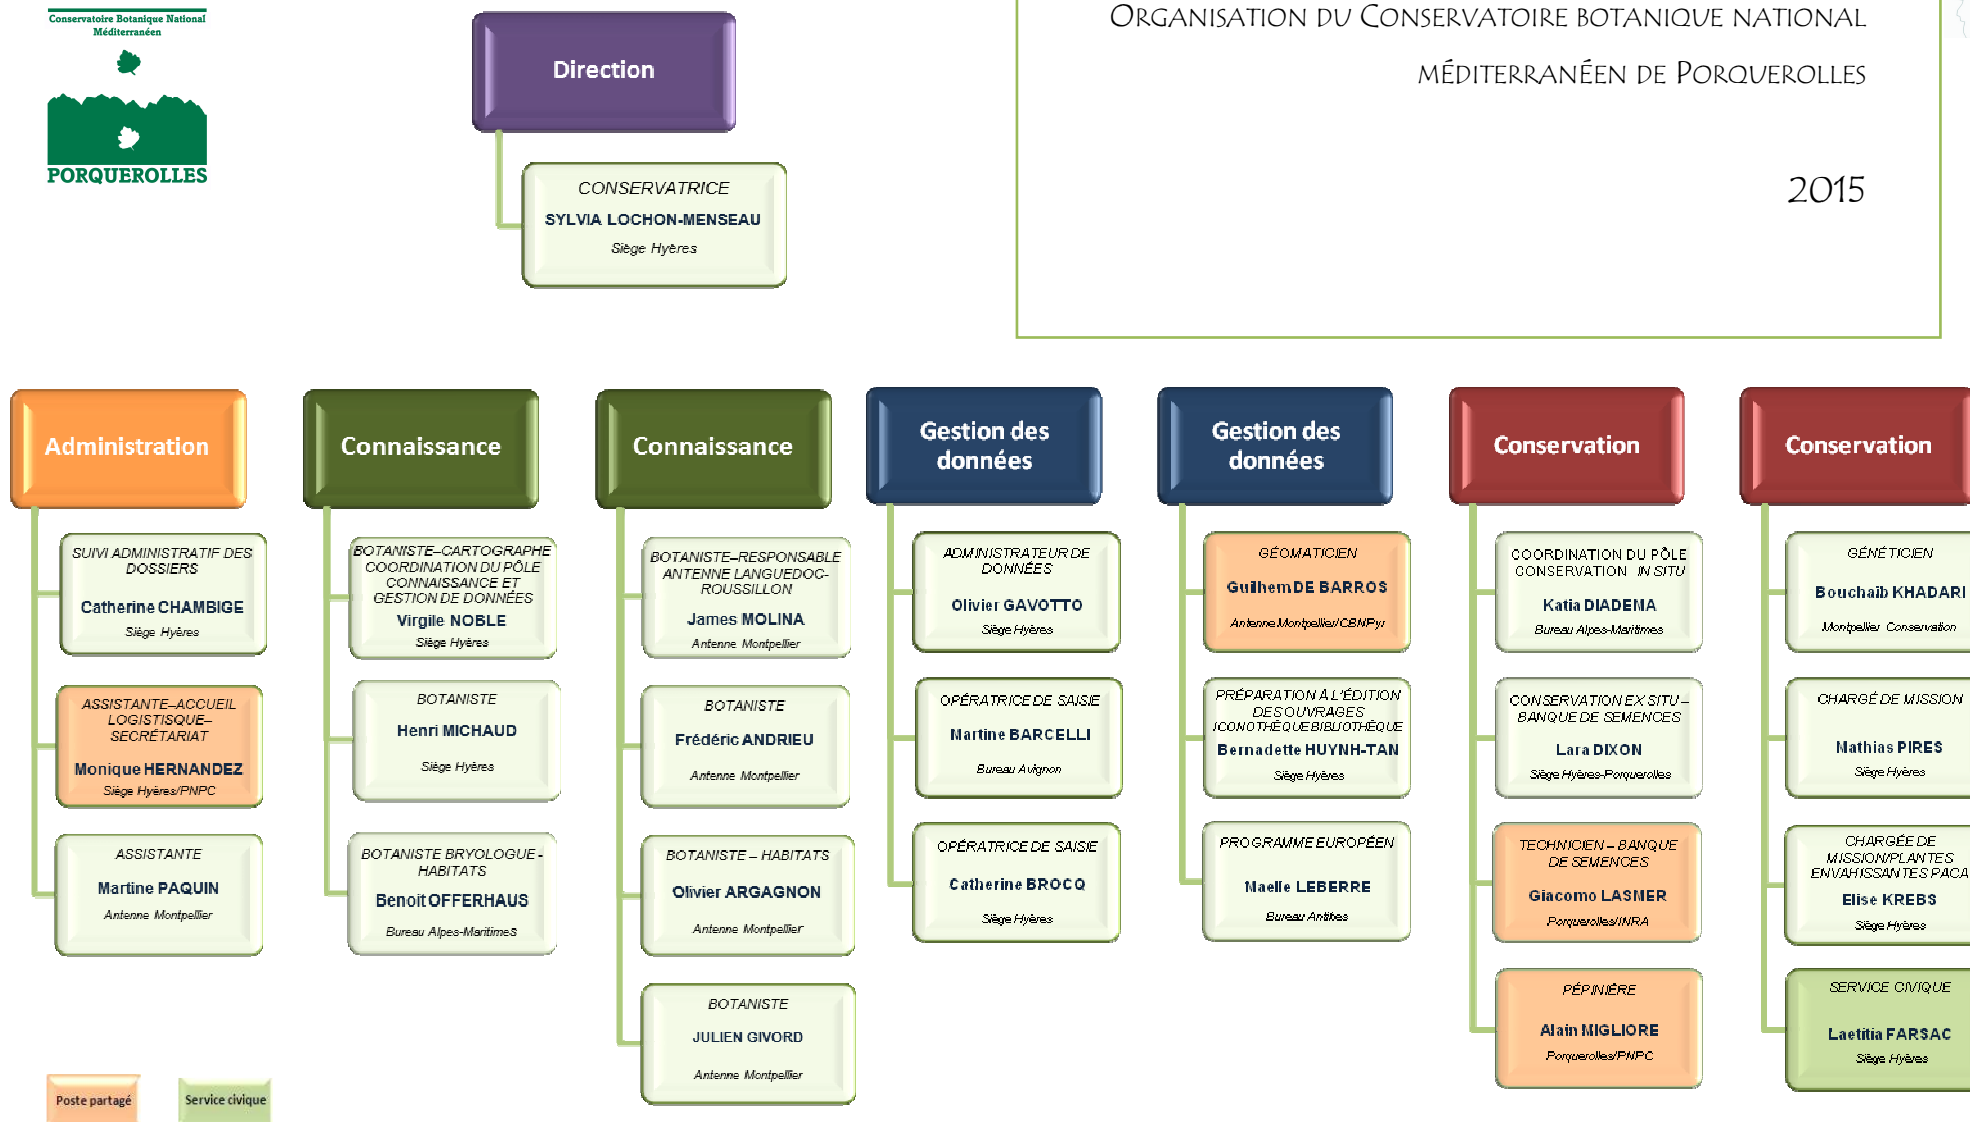 Conservatoire Botanique National
Méditerranéen
PORQUEROLLES
Direction
CONSERVATRICE
SYLVIA LOCHON-MENSEAU
Siège Hyères
ORGANISATION DU CONSERVATOIRE BOTANIQUE NATIONAL
MÉDITERRANÉEN DE PORQUEROLLES
2015
Administration
SUIVI ADMINISTRATIF DES
DOSSIERS
Catherine CHAMBIGE
Siège Hyères
ASSISTANTE–ACCUEIL
LOGISTISQUE–
SECRÉTARIAT
Monique HERNANDEZ
Siège Hyères/PNPC
ASSISTANTE
Martine PAQUIN
Antenne Montpellier
Connaissance
BOTANISTE–CARTOGRAPHE
COORDINATION DU PÔLE
CONNAISSANCE ET
GESTION DE DONNÉES
Virgile NOBLE
Siège Hyères
BOTANISTE
Henri MICHAUD
Siège Hyères
BOTANISTE BRYOLOGUE -
HABITATS
Benoit OFFERHAUS
Bureau Alpes-MaritimeS
Connaissance
BOTANISTE–RESPONSABLE
ANTENNE LANGUEDOC-
ROUSSILLON
James MOLINA
Antenne Montpellier
BOTANISTE
Frédéric ANDRIEU
Antenne Montpellier
BOTANISTE – HABITATS
Olivier ARGAGNON
Antenne Montpellier
BOTANISTE
JULIEN GIVORD
Antenne Montpellier
Gestion des
données
ADMINISTRATEUR DE
DONNÉES
Olivier GAVOTTO
Siège Hyères
OPÉRATRICE DE SAISIE
Martine BARCELLI
Bureau Avignon
OPÉRATRICE DE SAISIE
Catherine BROCQ
Siège Hyères
Gestion des
données
GÉOMATICIEN
Guilhem DE BARROS
Antenne Montpellier/CBNPyr
PRÉPARATION À L'ÉDITION
DES OUVRAGES
ICONOTHÈQUE BIBLIOTHÈQUE
Bernadette HUYNH-TAN
Siège Hyères
PROGRAMME EUROPÉEN
Maelle LEBERRE
Bureau Antibes
Conservation
COORDINATION DU PÔLE
CONSERVATION IN SITU
Katia DIADEMA
Bureau Alpes-Maritimes
CONSERVATION EX SITU –
BANQUE DE SEMENCES
Lara DIXON
Siège Hyères-Porquerolles
TECHNICIEN – BANQUE
DE SEMENCES
Giacomo LASMER
Porquerolles/INRA
PÉPINIÈRE
Alain MIGLIORE
Porquerolles/PNPC
Conservation
GÉNÉTICIEN
Bouchaib KHADARI
Montpellier Conservation
CHARGÉ DE MISSION
Mathias PIRES
Siège Hyères
CHARGÉE DE
MISSION/PLANTES
ENVAHISSANTES PACA
Elise KREBS
Siège Hyères
SERVICE CIVIQUE
Laetitia FARSAC
Siège Hyères
Poste partagé
Service civique